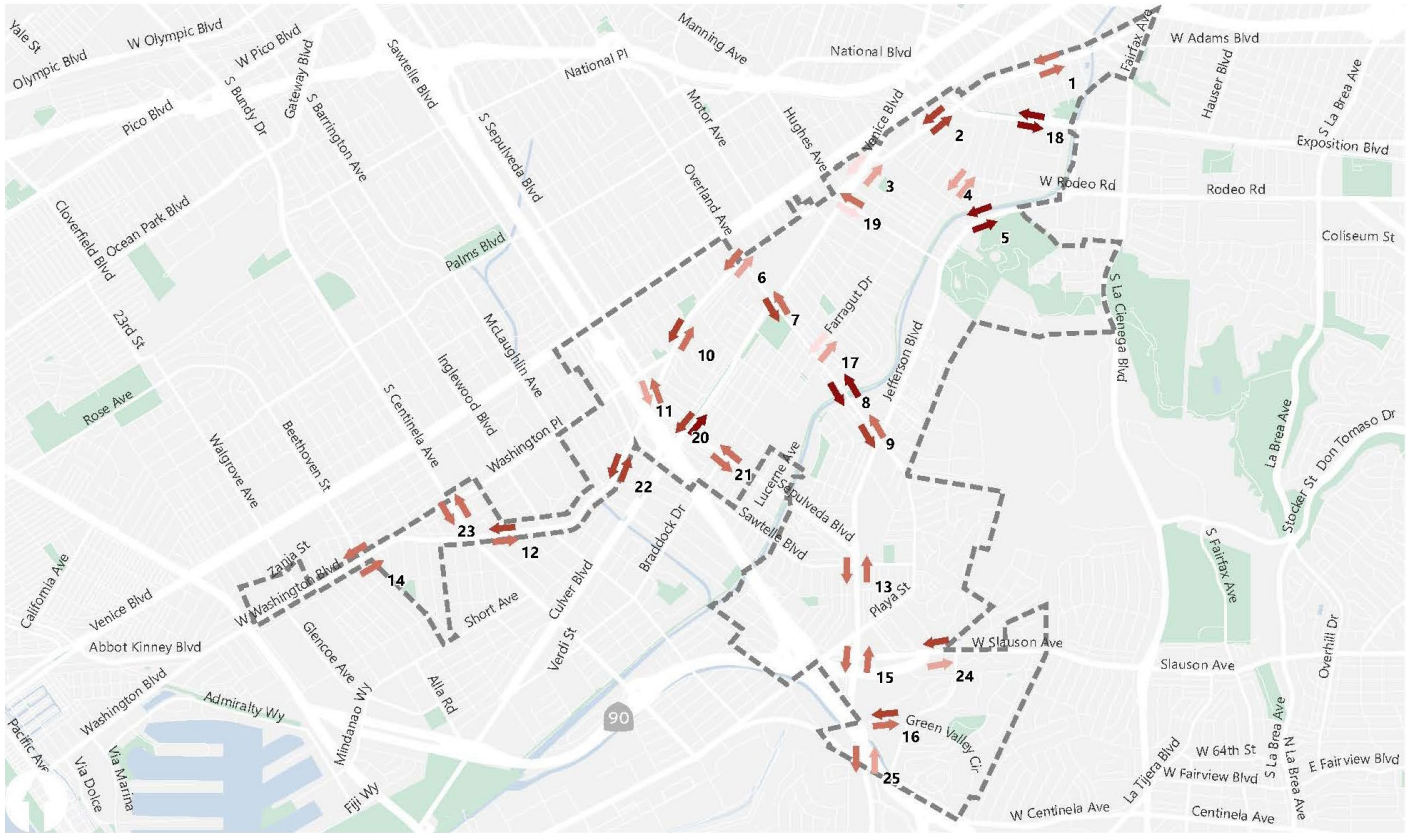 Yale St
W Olympic Blvd
Olympic Blvd
W Pico Blvd
Gateway Blvd
S Bundy Dr
Pico Blvd
S Barrington Ave
Sawtelle Blvd
S Sepulveda Blvd
National Pl
Manning Ave
National Blvd
Motor Ave
Hughes Ave
Venice Blvd
Fairfax Ave
W Adams Blvd
Hauser Blvd
S La Brea Ave
Exposition Blvd
1
2
18
3
4
W Rodeo Rd
Rodeo Rd
19
5
Coliseum St
Overland Ave
Cloverfield Blvd
Ocean Park Blvd
Palms Blvd
6
7
Farragut Dr
S La Cienega Blvd
23rd St
McLaughlin Ave
Inglewood Blvd
10
17
Jefferson Blvd
Rose Ave
S Centinela Ave
11
8
9
La Brea Ave
Don Tomaso Dr
Stocker St
Walgrove Ave
Beethoven St
Washington Pl
20
21
Lucerne Ave
Sepulveda Blvd
Sawtelle Blvd
22
Braddock Dr
23
12
Zanja St
W Washington Blvd
14
California Ave
Venice Blvd
Short Ave
Culver Blvd
13
Playa St
S Fairfax Ave
Overhill Dr
Abbot Kinney Blvd
Glencoe Ave
Verdi St
W Slauson Ave
Slauson Ave
15
24
Washington Blvd
Alla Rd
Admiralty Wy
Mindanao Wy
90
16
Green Valley Cir
Pacific Ave
Via Dolce
Via Marina
Fiji Wy
25
La Tijera Blvd
W 64th St
W Fairview Blvd
S La Brea Ave
N La Brea Ave
E Fairview Blvd
W Centinela Ave
Centinela Ave